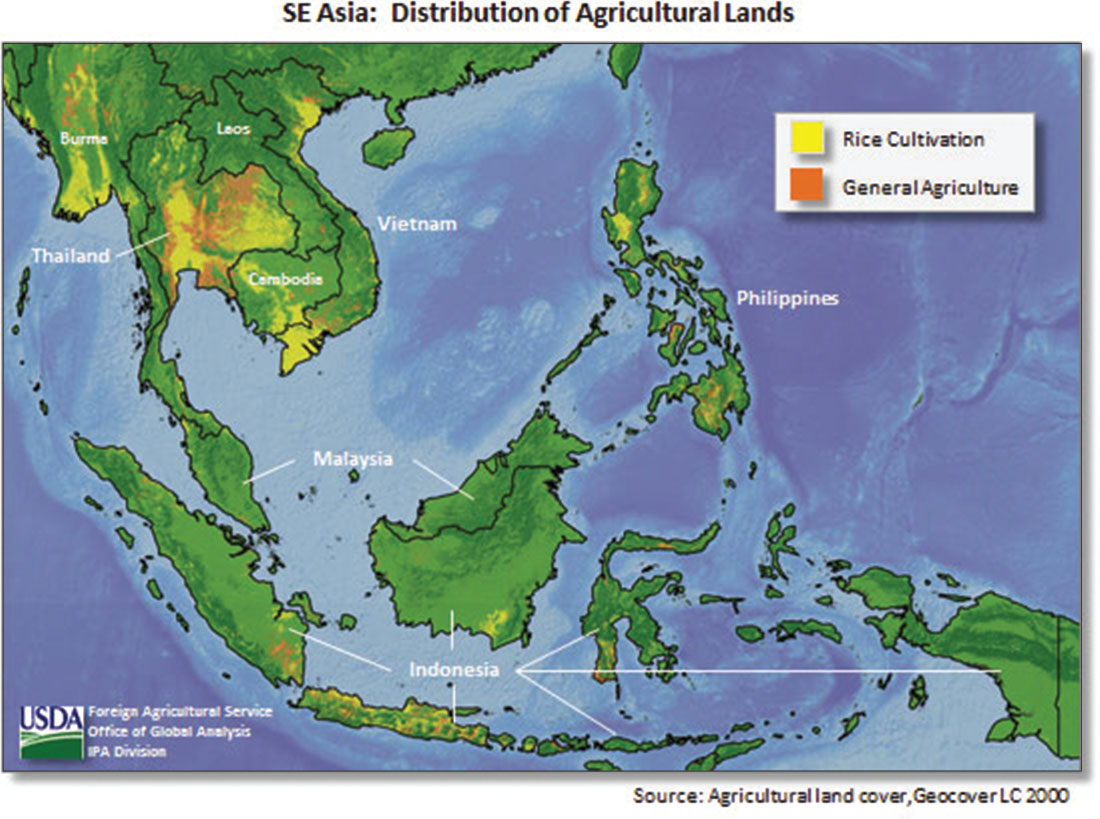 SE Asia: Distribution of Agricultural Lands
Rice Cultivation
General Agriculture
Burma
Laos
Vietnam
Thailand
Cambodia
Philippines
Malaysia
Indonesia
USDA
Foreign Agricultural Service
Office of Global Analysis
IPA Division
Source: Agricultural land cover,Geocover LC 2000